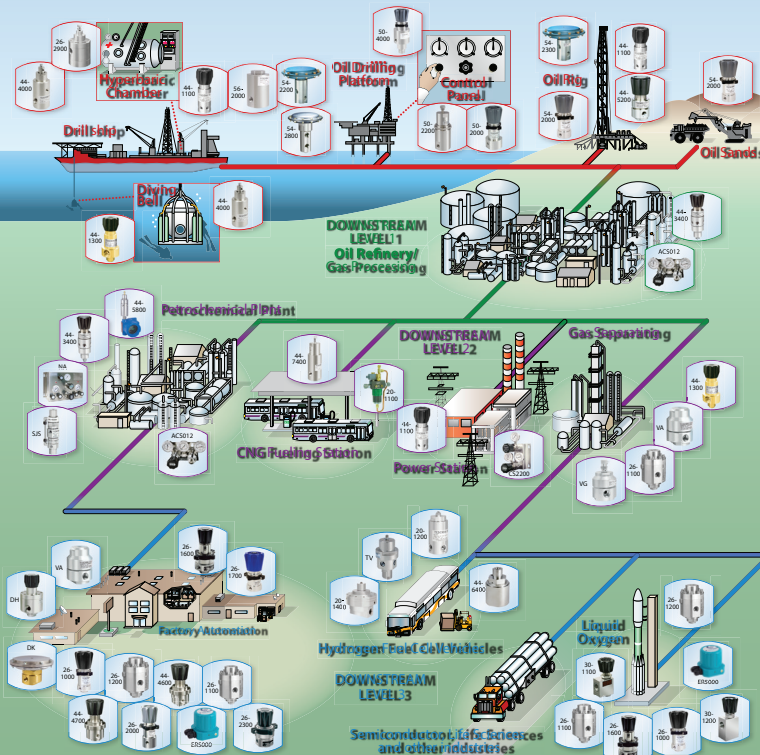 26-
2900
44-
4000
Hyperbaric
Chamber
Drill ship
44-
1100
56-
2000
54-
2200
54-
2800
Oil Drilling
Platform
50-
4000
Control
Panel
50-
2200
50-
2000
54-
2300
Oil Rig
54-
2000
44-
1100
44-
5200
54-
2000
Oil Sands
Diving
Bell
44-
4000
44-
1300
DOWNSTREAM
LEVEL 1
Oil Refinery/
Gas Processing
44-
3400
ACS012
44-
5800
Petrochemical Plant
44-
3400
NA
SJS
ACS012
44-
7400
20-
1100
CNG Fuelling Station
DOWNSTREAM
LEVEL 2
44-
1100
Power Station
CS2200
Gas Separating
44-
1300
VA
26-
1100
VG
VA
DH
26-
1600
26-
1700
Factory Automation
DK
26-
1000
26-
1200
44-
4600
26-
1100
44-
4700
26-
2000
ER5000
26-
2300
TV
20-
1200
20-
1400
44-
6400
Hydrogen Fuel Cell Vehicles
DOWNSTREAM
LEVEL 3
Semiconductor, Life Sciences
and other industries
Liquid
Oxygen
26-
1200
30-
1100
ER5000
26-
1100
26-
1600
26-
1000
30-
1200